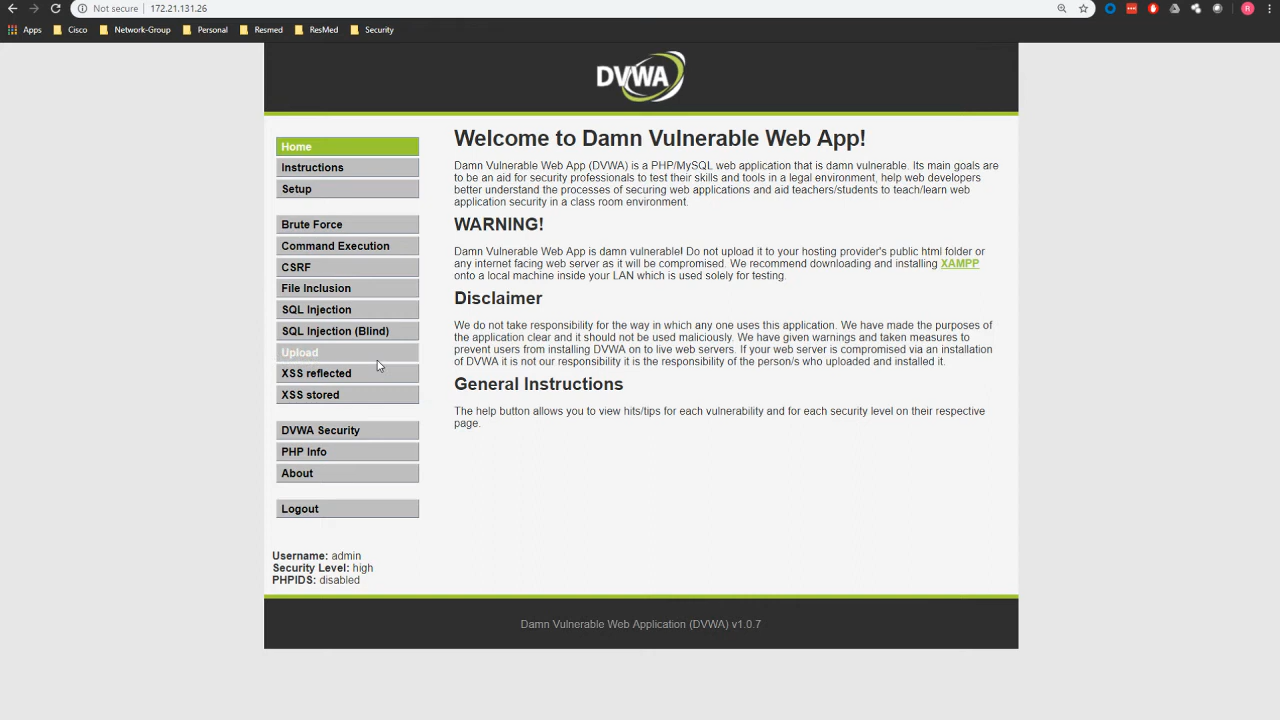 Not secure
172.21.131.26
R
Apps
Cisco
Network-Group
Personal
Resmed
ResMed
Security
DVWA
Home
Instructions
Setup
Brute Force
Command Execution
CSRF
File Inclusion
SQL Injection
SQL Injection (Blind)
Upload
XSS reflected
XSS stored
DVWA Security
PHP Info
About
Logout
Username: admin
Security Level: high
PHPIDS: disabled
Welcome to Damn Vulnerable Web App!
Damn Vulnerable Web App (DVWA) is a PHP/MySQL web application that is damn vulnerable. Its main goals are
to be an aid for security professionals to test their skills and tools in a legal environment, help web developers
better understand the processes of securing web applications and aid teachers/students to teach/learn web
application security in a class room environment.
WARNING!
Damn Vulnerable Web App is damn vulnerable! Do not upload it to your hosting provider's public html folder or
any internet facing web server as it will be compromised. We recommend downloading and installing XAMPP
onto a local machine inside your LAN which is used solely for testing.
Disclaimer
We do not take responsibility for the way in which any one uses this application. We have made the purposes of
the application clear and it should not be used maliciously. We have given warnings and taken measures to
prevent users from installing DVWA on to live web servers. If your web server is compromised via an installation
of DVWA it is not our responsibility it is the responsibility of the person/s who uploaded and installed it.
General Instructions
The help button allows you to view hits/tips for each vulnerability and for each security level on their respective
page.
Damn Vulnerable Web Application (DVWA) v1.0.7